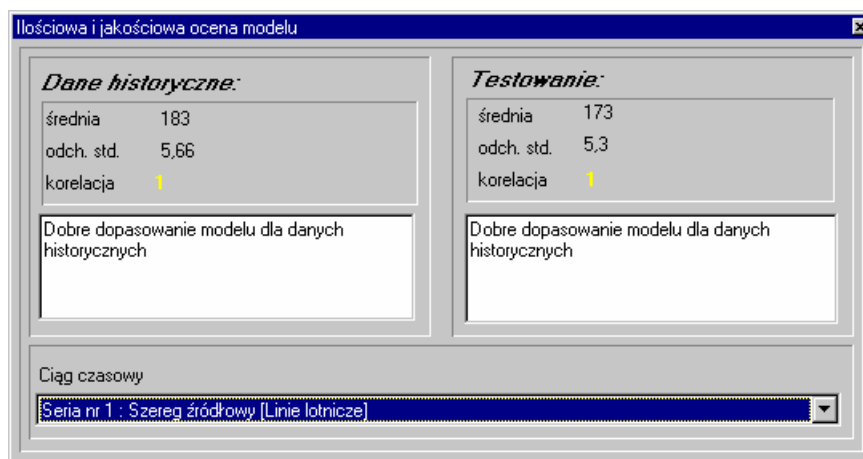 Ilościowa i jakościowa ocena modelu
Dane historyczne:
średnia 183
odch. std. 5,66
korelacja 1
Dobre dopasowanie modelu dla danych
historycznych
Testowanie:
średnia 173
odch. std. 5,3
korelacja 1
Dobre dopasowanie modelu dla danych
historycznych
Ciąg czasowy
Seria nr 1 : Szereg źródłowy [Linie lotnicze]